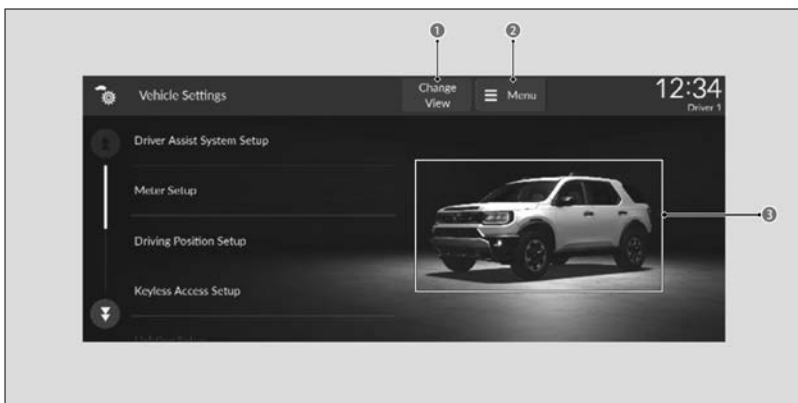 1
2
Vehicle Settings
Change
View
Menu
12:34
Driver 1
Driver Assist System Setup
Meter Setup
3
Driving Position Setup
Keyless Access Setup